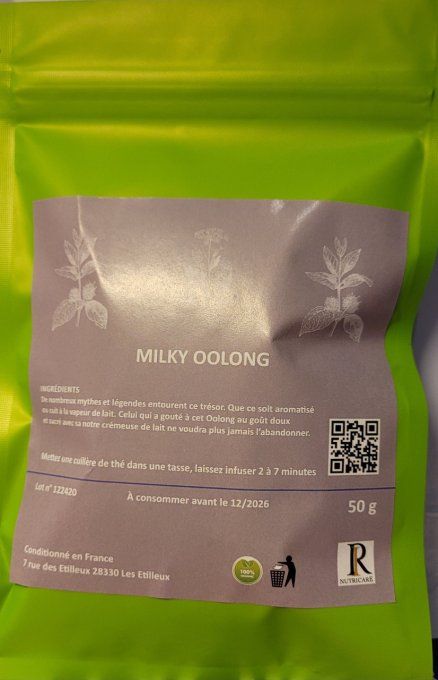 MILKY OOLONG
INGRÉDIENTS
De nombreux mythes et légendes entourent ce trésor. Que ce soit aromatisé
ou cuit à la vapeur de lait. Celui qui a gouté à cet Oolong au goût doux
et sucré avec sa notre crémeuse de lait ne voudra plus jamais l'abandonner.
Mettez une cuilère de thé dans une tasse, laissez infuser 2 à 7 minutes
Lot n° 122420
À consommer avant le 12/2026
50 g
Conditionné en France
7 rue des Etilleux 28330 Les Etilleux
100%
R
NUTRICARE